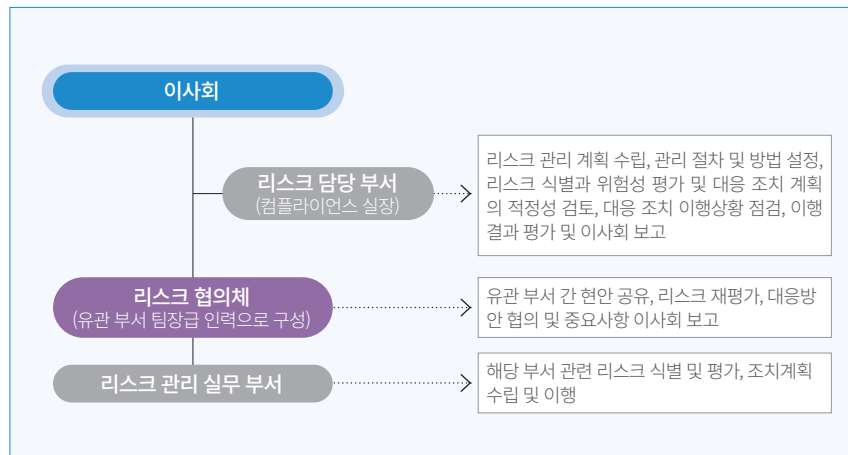 이사회
리스크 담당 부서
(컴플라이언스 실장)
리스크 관리 계획 수립, 관리 절차 및 방법 설정,
리스크 식별과 위험성 평가 및 대응 조치 계획
의 적정성 검토, 대응 조치 이행상황 점검, 이행
결과 평가 및 이사회 보고
리스크 협의체
(유관 부서 팀장급 인력으로 구성)
유관 부서 간 현안 공유, 리스크 재평가, 대응방
안 협의 및 중요사항 이사회 보고
리스크 관리 실무 부서
해당 부서 관련 리스크 식별 및 평가, 조치계획
수립 및 이행